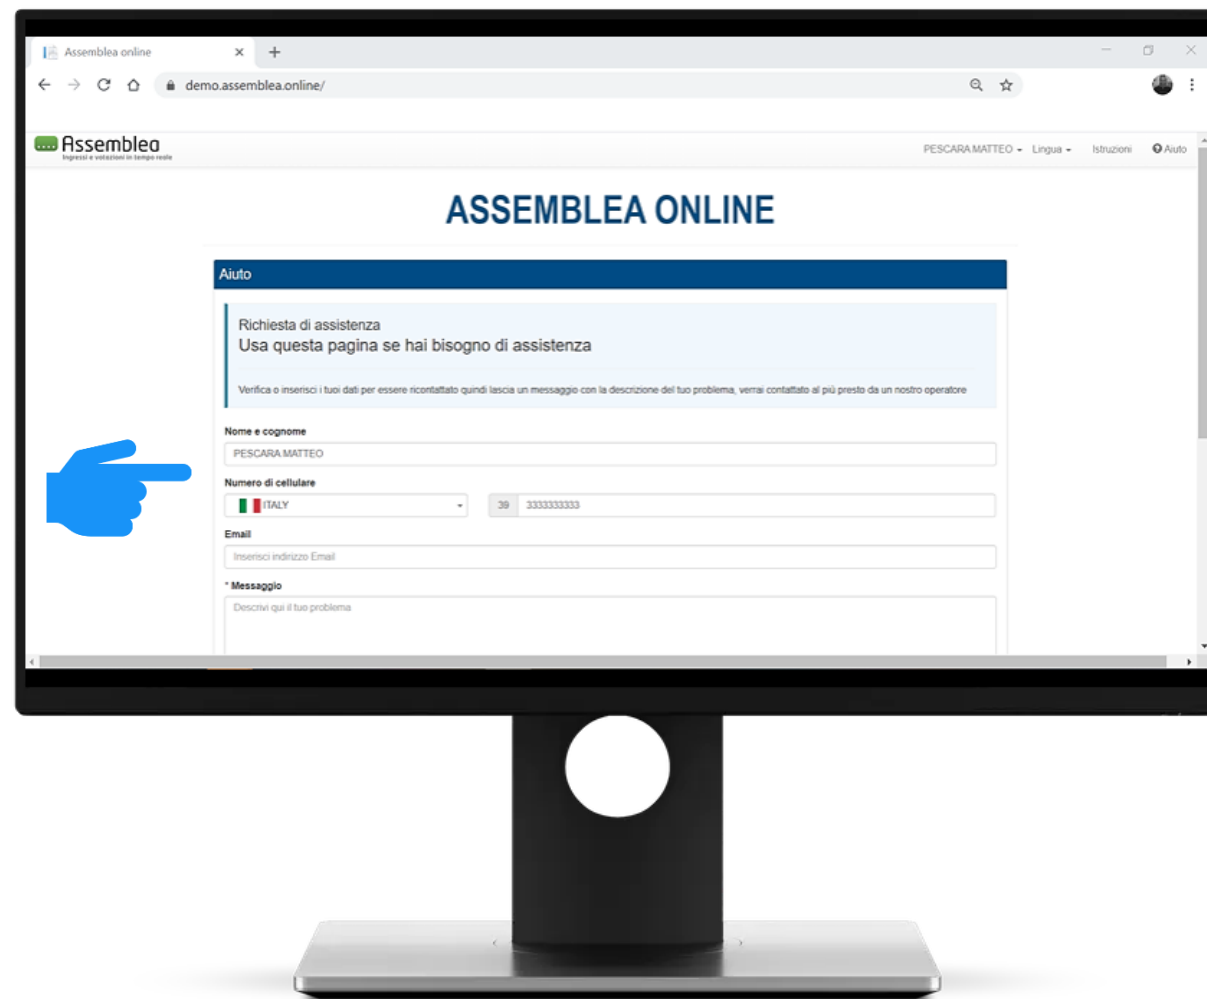 Assemblea online
demo.assemblea.online/
Assemblea
Ingressi e votazioni in tempo reale
PESCARA MATTEO Lingua Istruzioni Aiuto
ASSEMBLEA ONLINE
Aiuto
Richiesta di assistenza
Usa questa pagina se hai bisogno di assistenza
Verifica o inserisci i tuoi dati per essere ricontattato quindi lascia un messaggio con la descrizione del tuo problema, verrai contattato al più presto da un nostro operatore
Nome e cognome
PESCARA MATTEO
Numero di cellulare
ITALY 39 3333333333
Email
Inserisci indirizzo Email
* Messaggio
Descrivi qui il tuo problema